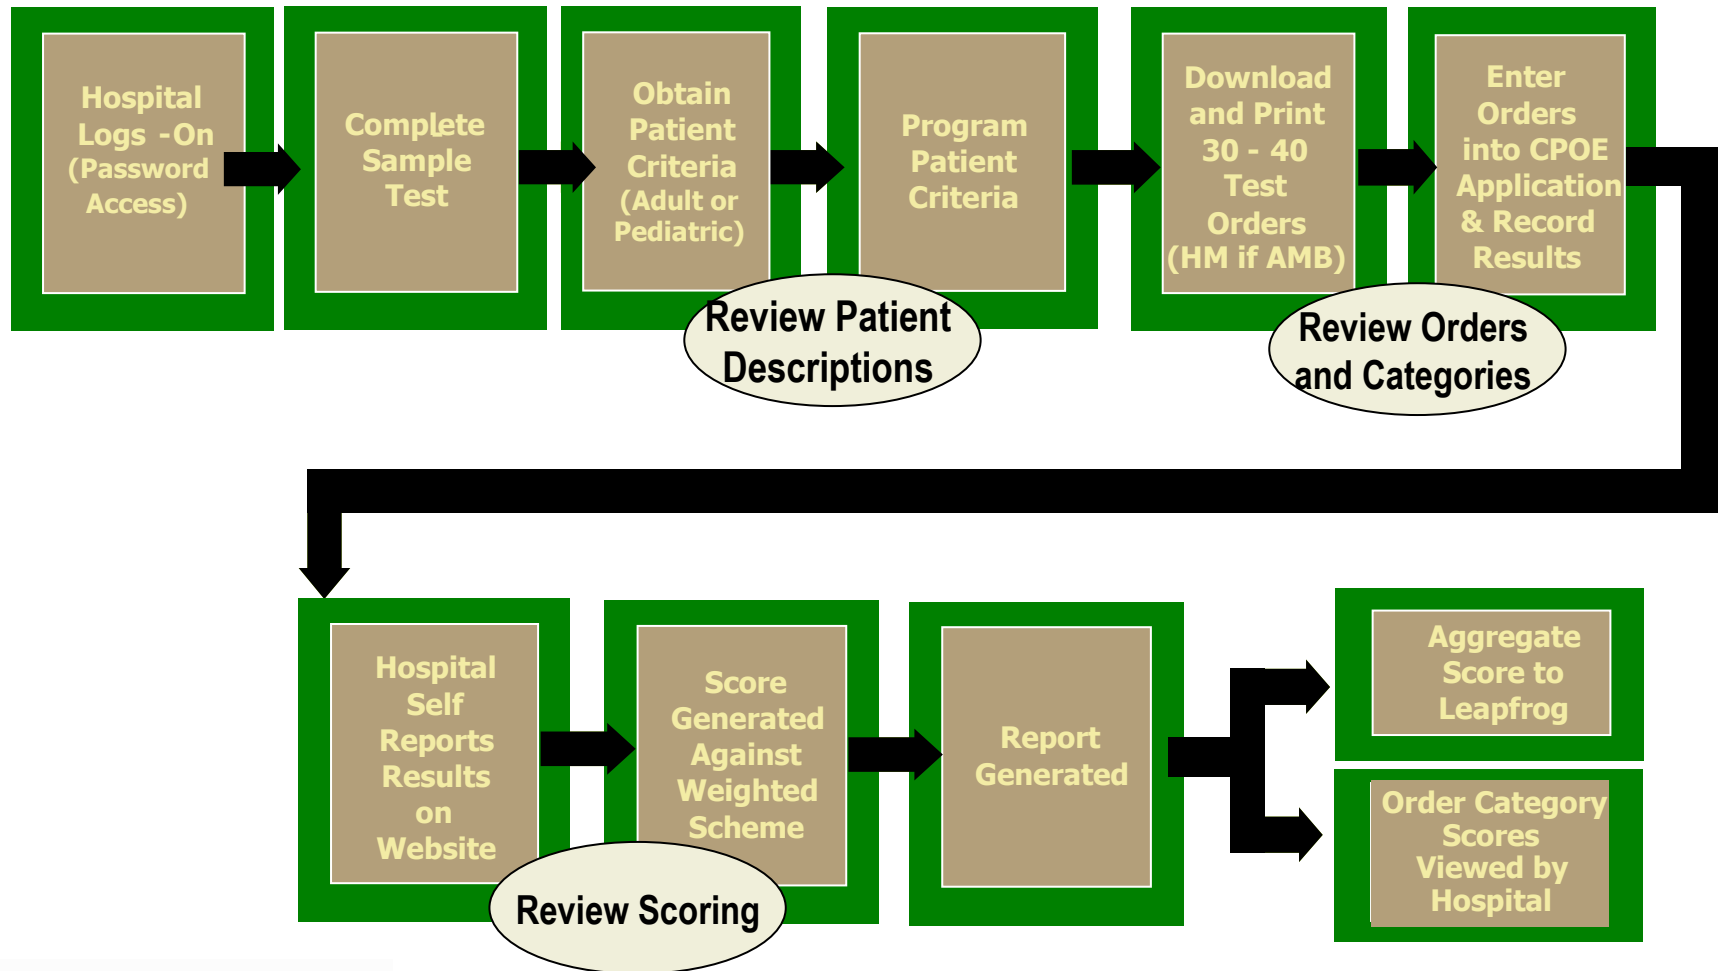 Hospital
Logs -On
(Password
Access)
Complete
Sample
Test
Obtain
Patient
Criteria
(Adult or
Pediatric)
Program
Patient
Criteria
Download
and Print
30 - 40
Test
Orders
(HM if AMB)
Enter
Orders
into CPOE
Application
& Record
Results
Review Patient
Descriptions
Review Orders
and Categories
Hospital
Self
Reports
Results
on
Website
Score
Generated
Against
Weighted
Scheme
Report
Generated
Aggregate
Score to
Leapfrog
Order Category
Scores
Viewed by
Hospital
Review Scoring